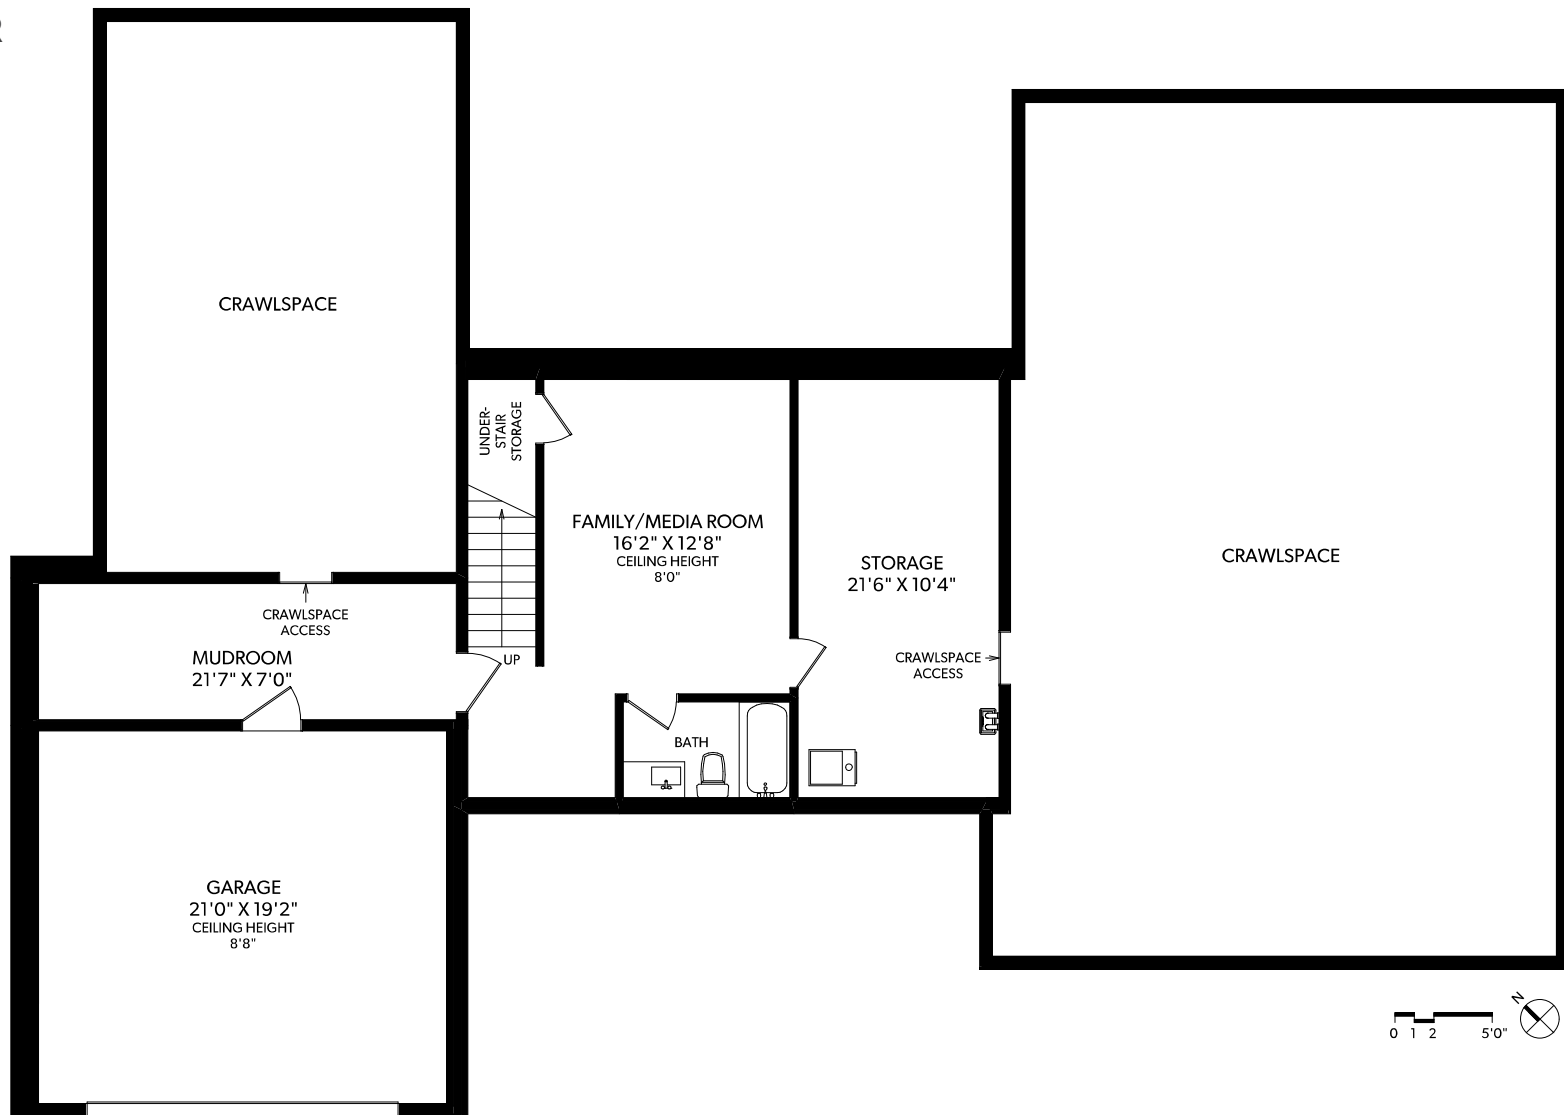 R
CRAWLSPACE
UNDER-
STAIR
STORAGE
FAMILY/MEDIA ROOM
16'2" X 12'8"
CEILING HEIGHT
8'0"
STORAGE
21'6" X 10'4"
CRAWLSPACE
CRAWLSPACE
ACCESS
MUDROOM
21'7" X 7'0"
UP
CRAWLSPACE
ACCESS
BATH
GARAGE
21'0" X 19'2"
CEILING HEIGHT
8'8"
N
0 1 2 5'0"